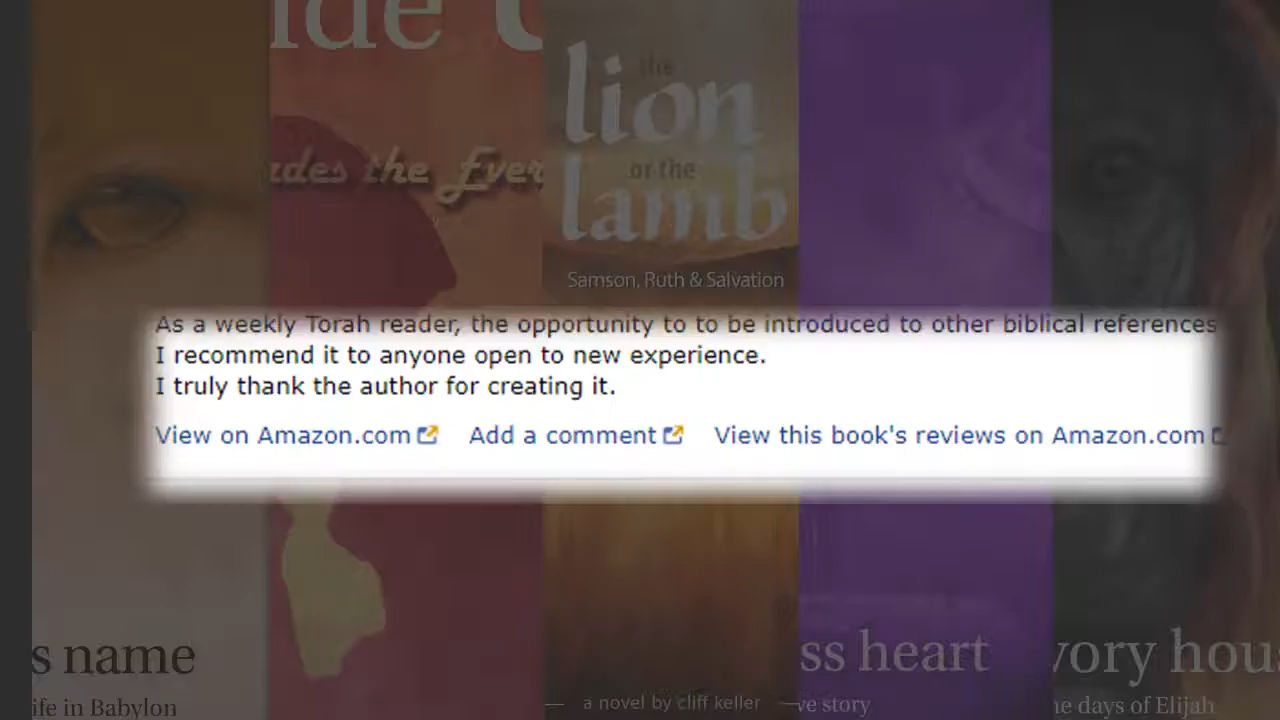 the
lion
or the
lamb
Samson, Ruth & Salvation
the Ever
As a weekly Torah reader, the opportunity to to be introduced to other biblical references
I recommend it to anyone open to new experience.
I truly thank the author for creating it.
View on Amazon.com Add a comment View this book's reviews on Amazon.com
s name
ife in Babylon
a novel by cliff keller
ss heart
ve story
vory hou
he days of Elijah